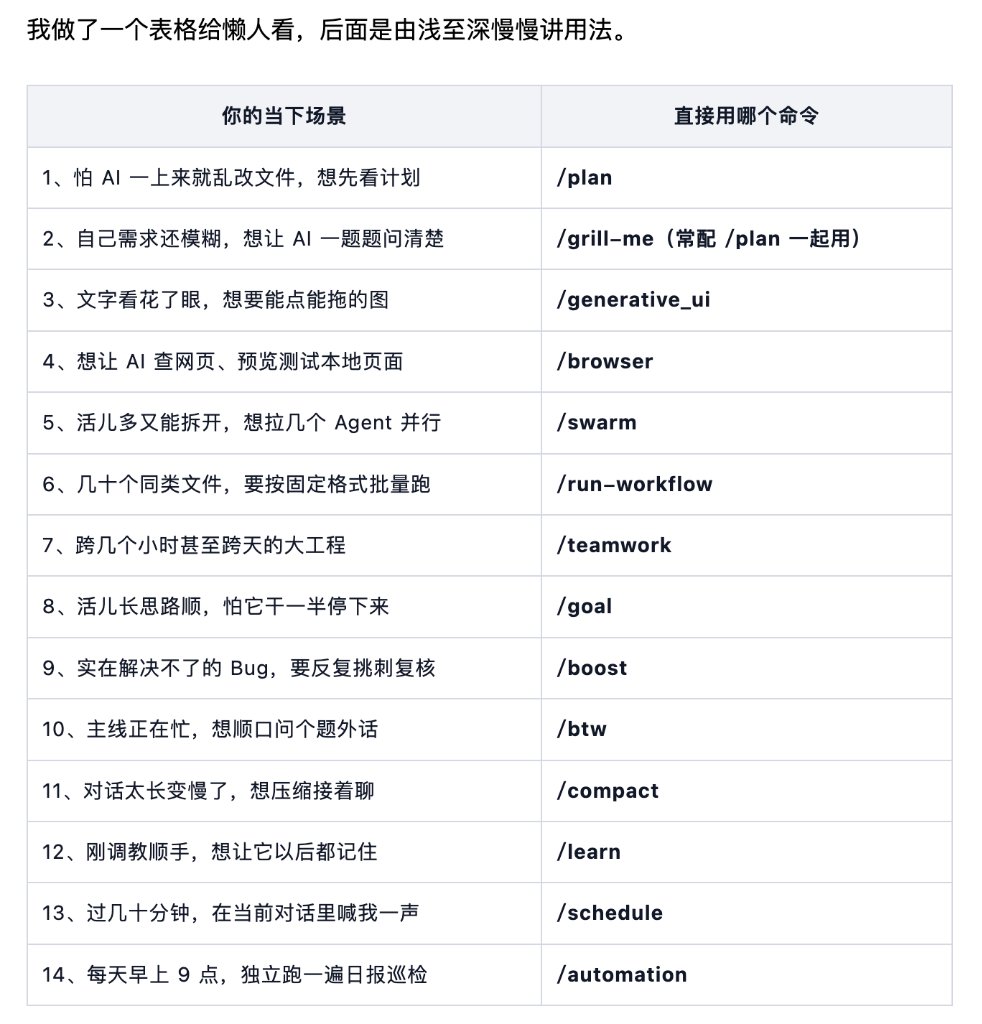 我做了一个表格给懒人看，后面是由浅至深慢慢讲用法。
你的当下场景 直接用哪个命令
1、怕 AI 一上来就乱改文件，想先看计划 /plan
2、自己需求还模糊，想让 AI 一题题问清楚 /grill-me（常配 /plan 一起用）
3、文字看花了眼，想要能点能拖的图 /generative_ui
4、想让 AI 查网页、预览测试本地页面 /browser
5、活儿多又能拆开，想拉几个 Agent 并行 /swarm
6、几十个同类文件，要按固定格式批量跑 /run-workflow
7、跨几个小时甚至跨天的大工程 /teamwork
8、活儿长思路顺，怕它干一半停下来 /goal
9、实在解决不了的 Bug，要反复挑刺复核 /boost
10、主线正在忙，想顺口问个题外话 /btw
11、对话太长变慢了，想压缩接着聊 /compact
12、刚调教顺手，想让它以后都记住 /learn
13、过几十分钟，在当前对话里喊我一声 /schedule
14、每天早上 9 点，独立跑一遍日报巡检 /automation